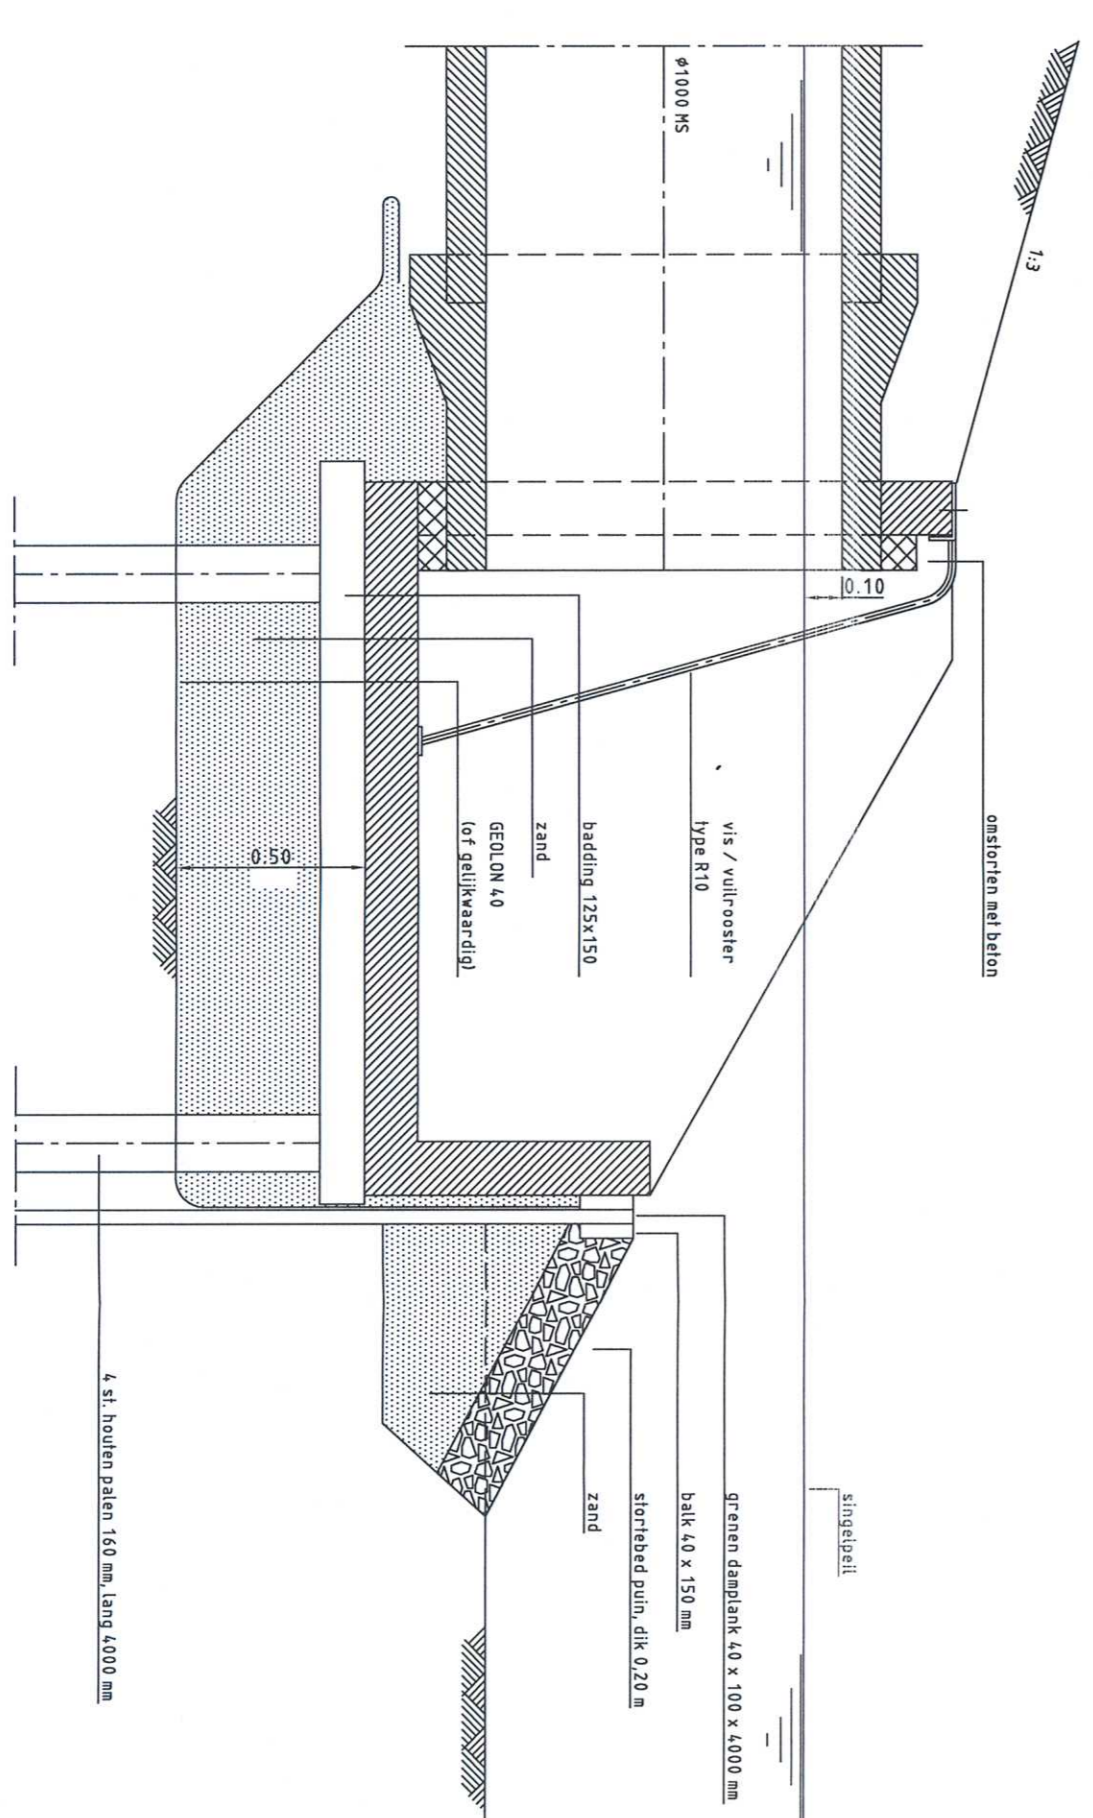 1:3
omstorten met beton
singelpeil
0.10
vis / vuilrooster
type R10
grenen damplank 40 x 100 x 4000 mm
balk 40 x 150 mm
stortebed puin, dik 0,20 m
zand
ø1000 MS
badding 125x150
zand
GEOLON 40
(of gelijkwaardig)
0.50
4 st. houten palen 160 mm, lang 4000 mm